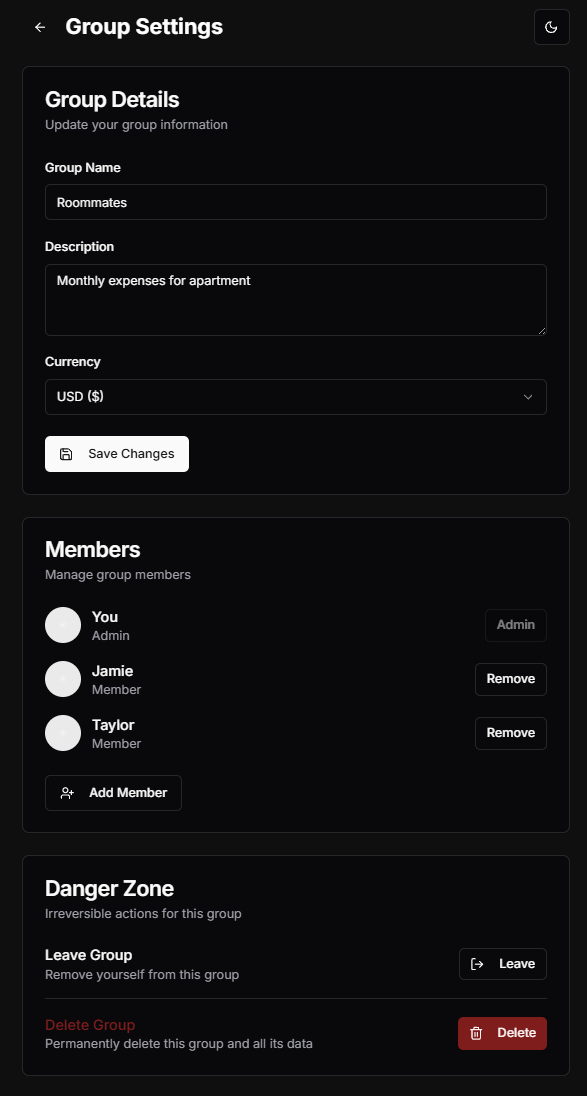 Group Settings
Group Details
Update your group information
Group Name
Roommates
Description
Monthly expenses for apartment
Currency
USD ($)
Save Changes
Members
Manage group members
You
Admin
Admin
Jamie
Member
Remove
Taylor
Member
Remove
Add Member
Danger Zone
Irreversible actions for this group
Leave Group
Remove yourself from this group
Leave
Delete Group
Permanently delete this group and all its data
Delete